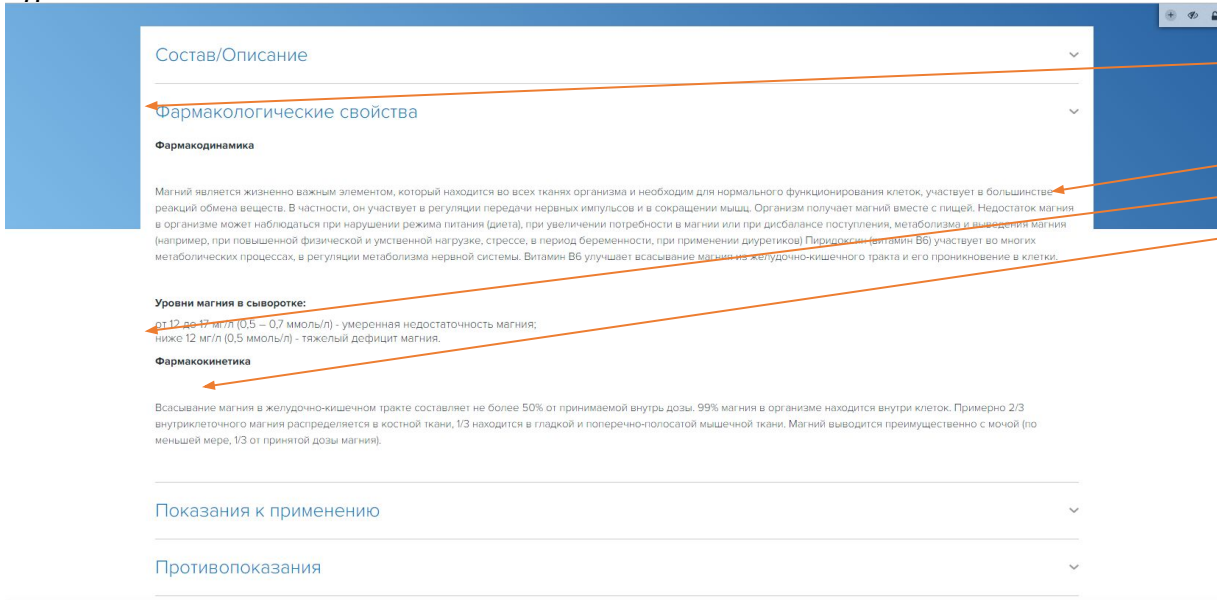 Состав/Описание
Фармакологические свойства
Фармакодинамика
Магний является жизненно важным элементом, который находится во всех тканях организма и необходим для нормального функционирования клеток, участвует в большинстве
реакций обмена веществ. В частности, он участвует в регуляции передачи нервных импульсов и в сокращении мышц. Организм получает магний вместе с пищей. Недостаток магния
в организме может наблюдаться при нарушении режима питания (диета), при увеличении потребности в магнии или при дисбалансе поступления, метаболизма и выведения магния
(например, при повышенной физической и умственной нагрузке, стрессе, в период беременности, при применении диуретиков) Пиридоксин (витамин В6) участвует во многих
метаболических процессах, в регуляции метаболизма нервной системы. Витамин В6 улучшает всасывание магния из желудочно-кишечного тракта и его проникновение в клетки.
Уровни магния в сыворотке:
от 12 до 17 мг/л (0,5 – 0,7 ммоль/л) - умеренная недостаточность магния;
ниже 12 мг/л (0,5 ммоль/л) - тяжелый дефицит магния.
Фармакокинетика
Всасывание магния в желудочно-кишечном тракте составляет не более 50% от принимаемой внутрь дозы. 99% магния в организме находится внутри клеток. Примерно 2/3
внутриклеточного магния распределяется в костной ткани, 1/3 находится в гладкой и поперечно-полосатой мышечной ткани. Магний выводится преимущественно с мочой (по
меньшей мере, 1/3 от принятой дозы магния).
Показания к применению
Противопоказания